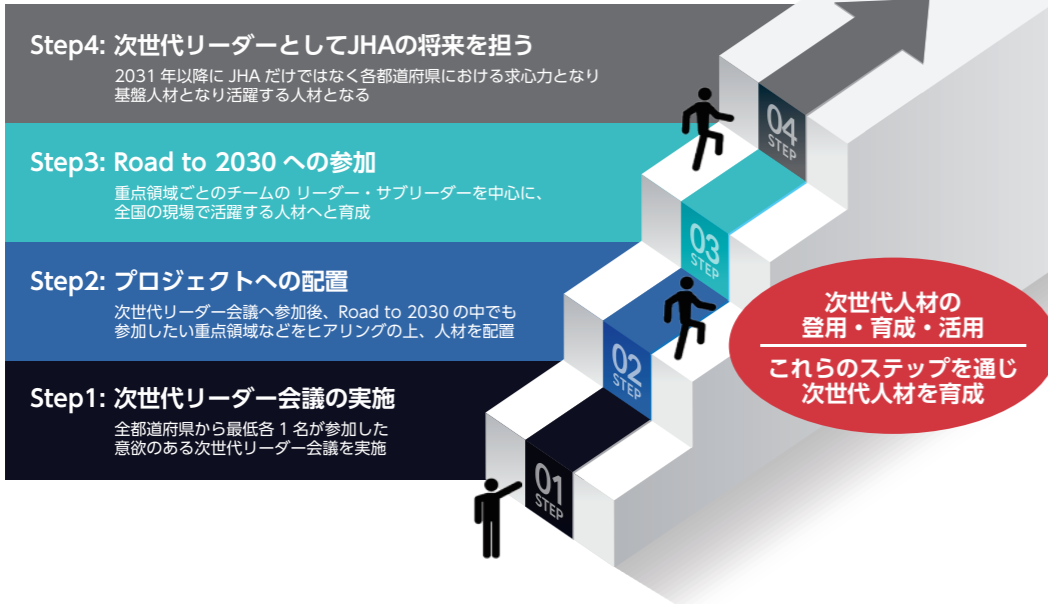 Step4: 次世代リーダーとしてJHAの将来を担う
2031年以降に JHA だけではなく各都道府県における求心力となり
基盤人材となり活躍する人材となる
Step3: Road to 2030 への参加
重点領域ごとのチームの リーダー・サブリーダーを中心に、
全国の現場で活躍する人材へと育成
Step2: プロジェクトへの配置
次世代リーダー会議へ参加後、Road to 2030 の中でも
参加したい重点領域などをヒアリングの上、人材を配置
Step1: 次世代リーダー会議の実施
全都道府県から最低各 1 名が参加した
意欲のある次世代リーダー会議を実施
04
STEP
03
STEP
02
STEP
01
STEP
次世代人材の
登用・育成・活用
これらのステップを通じ
次世代人材を育成